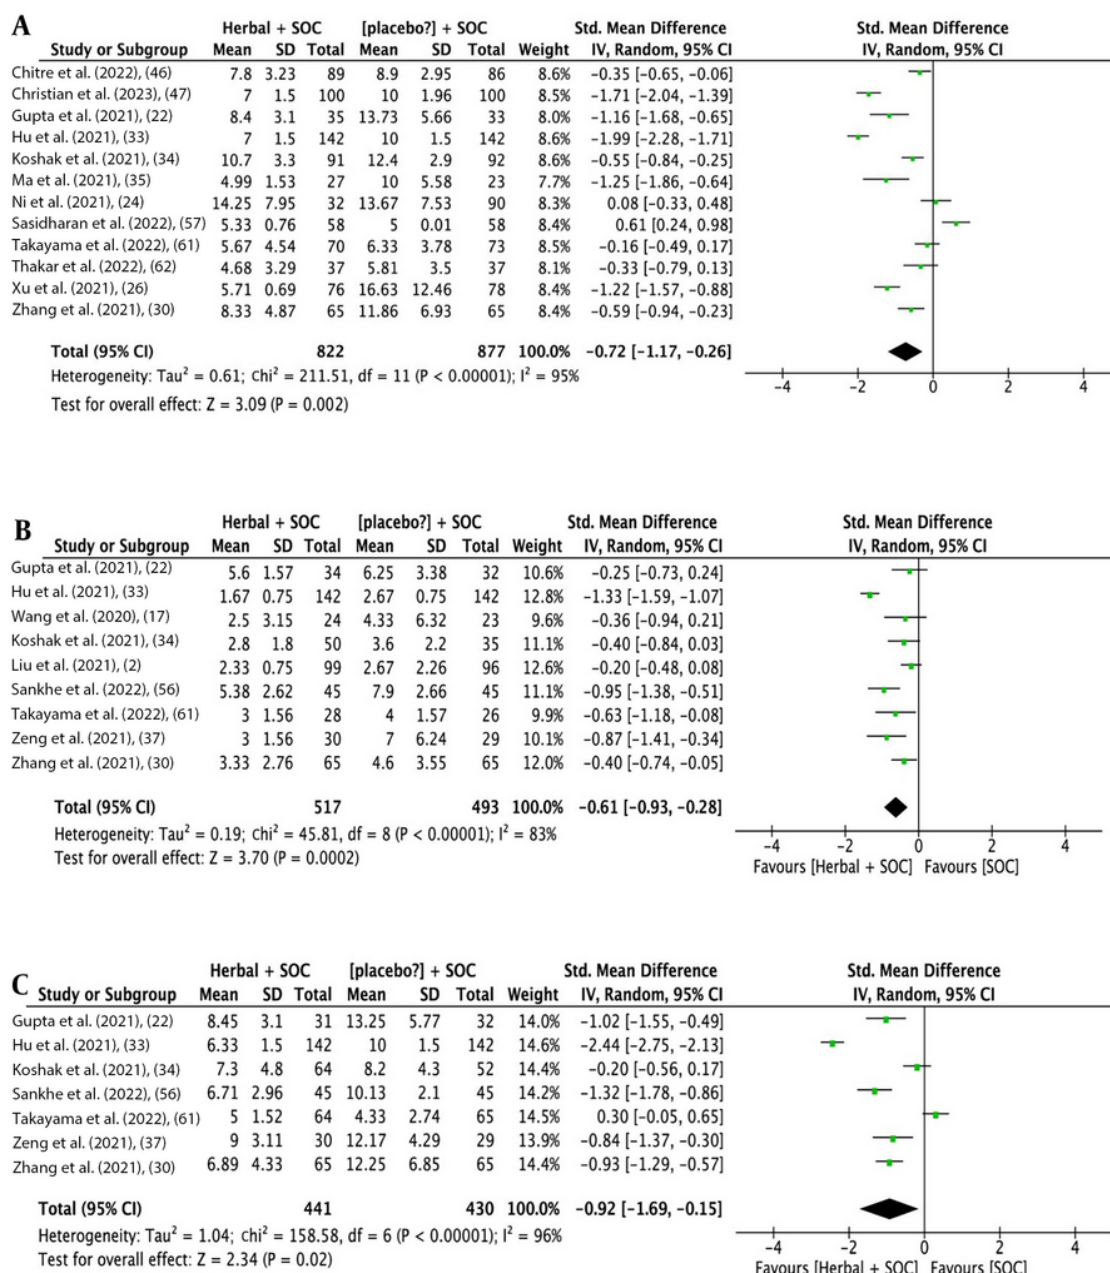 A
Herbal + SOC [placebo?] + SOC Std. Mean Difference Std. Mean Difference
Study or Subgroup Mean SD Total Mean SD Total Weight IV, Random, 95% CI IV, Random, 95% CI
Chitre et al. (2022), (46) 7.8 3.23 89 8.9 2.95 86 8.6% −0.35 [−0.65, −0.06]
Christian et al. (2023), (47) 7 1.5 100 10 1.96 100 8.5% −1.71 [−2.04, −1.39]
Gupta et al. (2021), (22) 8.4 3.1 35 13.73 5.66 33 8.0% −1.16 [−1.68, −0.65]
Hu et al. (2021), (33) 7 1.5 142 10 1.5 142 8.6% −1.99 [−2.28, −1.71]
Koshak et al. (2021), (34) 10.7 3.3 91 12.4 2.9 92 8.6% −0.55 [−0.84, −0.25]
Ma et al. (2021), (35) 4.99 1.53 27 10 5.58 23 7.7% −1.25 [−1.86, −0.64]
Ni et al. (2021), (24) 14.25 7.95 32 13.67 7.53 90 8.3% 0.08 [−0.33, 0.48]
Sasidharan et al. (2022), (57) 5.33 0.76 58 5 0.01 58 8.4% 0.61 [0.24, 0.98]
Takayama et al. (2022), (61) 5.67 4.54 70 6.33 3.78 73 8.5% −0.16 [−0.49, 0.17]
Thakar et al. (2022), (62) 4.68 3.29 37 5.81 3.5 37 8.1% −0.33 [−0.79, 0.13]
Xu et al. (2021), (26) 5.71 0.69 76 16.63 12.46 78 8.4% −1.22 [−1.57, −0.88]
Zhang et al. (2021), (30) 8.33 4.87 65 11.86 6.93 65 8.4% −0.59 [−0.94, −0.23]
Total (95% CI) 822 877 100.0% −0.72 [−1.17, −0.26]
Heterogeneity: Tau² = 0.61; chi² = 211.51, df = 11 (P < 0.00001); I² = 95%
Test for overall effect: Z = 3.09 (P = 0.002)
−4 −2 0 2 4
B
Herbal + SOC [placebo?] + SOC Std. Mean Difference Std. Mean Difference
Study or Subgroup Mean SD Total Mean SD Total Weight IV, Random, 95% CI IV, Random, 95% CI
Gupta et al. (2021), (22) 5.6 1.57 34 6.25 3.38 32 10.6% −0.25 [−0.73, 0.24]
Hu et al. (2021), (33) 1.67 0.75 142 2.67 0.75 142 12.8% −1.33 [−1.59, −1.07]
Wang et al. (2020), (17) 2.5 3.15 24 4.33 6.32 23 9.6% −0.36 [−0.94, 0.21]
Koshak et al. (2021), (34) 2.8 1.8 50 3.6 2.2 35 11.1% −0.40 [−0.84, 0.03]
Liu et al. (2021), (2) 2.33 0.75 99 2.67 2.26 96 12.6% −0.20 [−0.48, 0.08]
Sankhe et al. (2022), (56) 5.38 2.62 45 7.9 2.66 45 11.1% −0.95 [−1.38, −0.51]
Takayama et al. (2022), (61) 3 1.56 28 4 1.57 26 9.9% −0.63 [−1.18, −0.08]
Zeng et al. (2021), (37) 3 1.56 30 7 6.24 29 10.1% −0.87 [−1.41, −0.34]
Zhang et al. (2021), (30) 3.33 2.76 65 4.6 3.55 65 12.0% −0.40 [−0.74, −0.05]
Total (95% CI) 517 493 100.0% −0.61 [−0.93, −0.28]
Heterogeneity: Tau² = 0.19; chi² = 45.81, df = 8 (P < 0.00001); I² = 83%
Test for overall effect: Z = 3.70 (P = 0.0002)
−4 −2 0 2 4
Favours [Herbal + SOC] Favours [SOC]
C
Herbal + SOC [placebo?] + SOC Std. Mean Difference Std. Mean Difference
Study or Subgroup Mean SD Total Mean SD Total Weight IV, Random, 95% CI IV, Random, 95% CI
Gupta et al. (2021), (22) 8.45 3.1 31 13.25 5.77 32 14.0% −1.02 [−1.55, −0.49]
Hu et al. (2021), (33) 6.33 1.5 142 10 1.5 142 14.6% −2.44 [−2.75, −2.13]
Koshak et al. (2021), (34) 7.3 4.8 64 8.2 4.3 52 14.4% −0.20 [−0.56, 0.17]
Sankhe et al. (2022), (56) 6.71 2.96 45 10.13 2.1 45 14.2% −1.32 [−1.78, −0.86]
Takayama et al. (2022), (61) 5 1.52 64 4.33 2.74 65 14.5% 0.30 [−0.05, 0.65]
Zeng et al. (2021), (37) 9 3.11 30 12.17 4.29 29 13.9% −0.84 [−1.37, −0.30]
Zhang et al. (2021), (30) 6.89 4.33 65 12.25 6.85 65 14.4% −0.93 [−1.29, −0.57]
Total (95% CI) 441 430 100.0% −0.92 [−1.69, −0.15]
Heterogeneity: Tau² = 1.04; chi² = 158.58, df = 6 (P < 0.00001); I² = 96%
Test for overall effect: Z = 2.34 (P = 0.02)
−4 −2 0 2 4
Favours [Herbal + SOC] Favours [SOC]